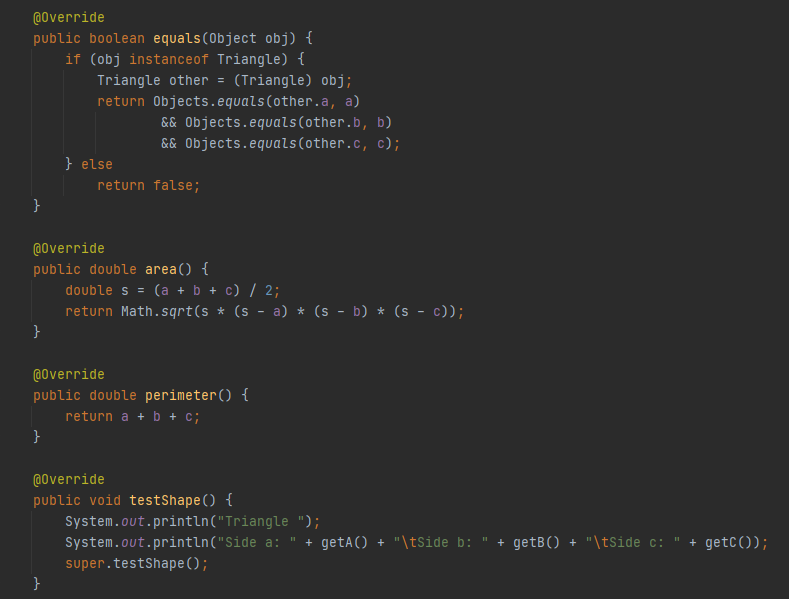 @Override
public boolean equals(Object obj) {
    if (obj instanceof Triangle) {
        Triangle other = (Triangle) obj;
        return Objects.equals(other.a, a)
                && Objects.equals(other.b, b)
                && Objects.equals(other.c, c);
    } else
        return false;
}

@Override
public double area() {
    double s = (a + b + c) / 2;
    return Math.sqrt(s * (s - a) * (s - b) * (s - c));
}

@Override
public double perimeter() {
    return a + b + c;
}

@Override
public void testShape() {
    System.out.println("Triangle ");
    System.out.println("Side a: " + getA() + "\tSide b: " + getB() + "\tSide c: " + getC());
    super.testShape();
}